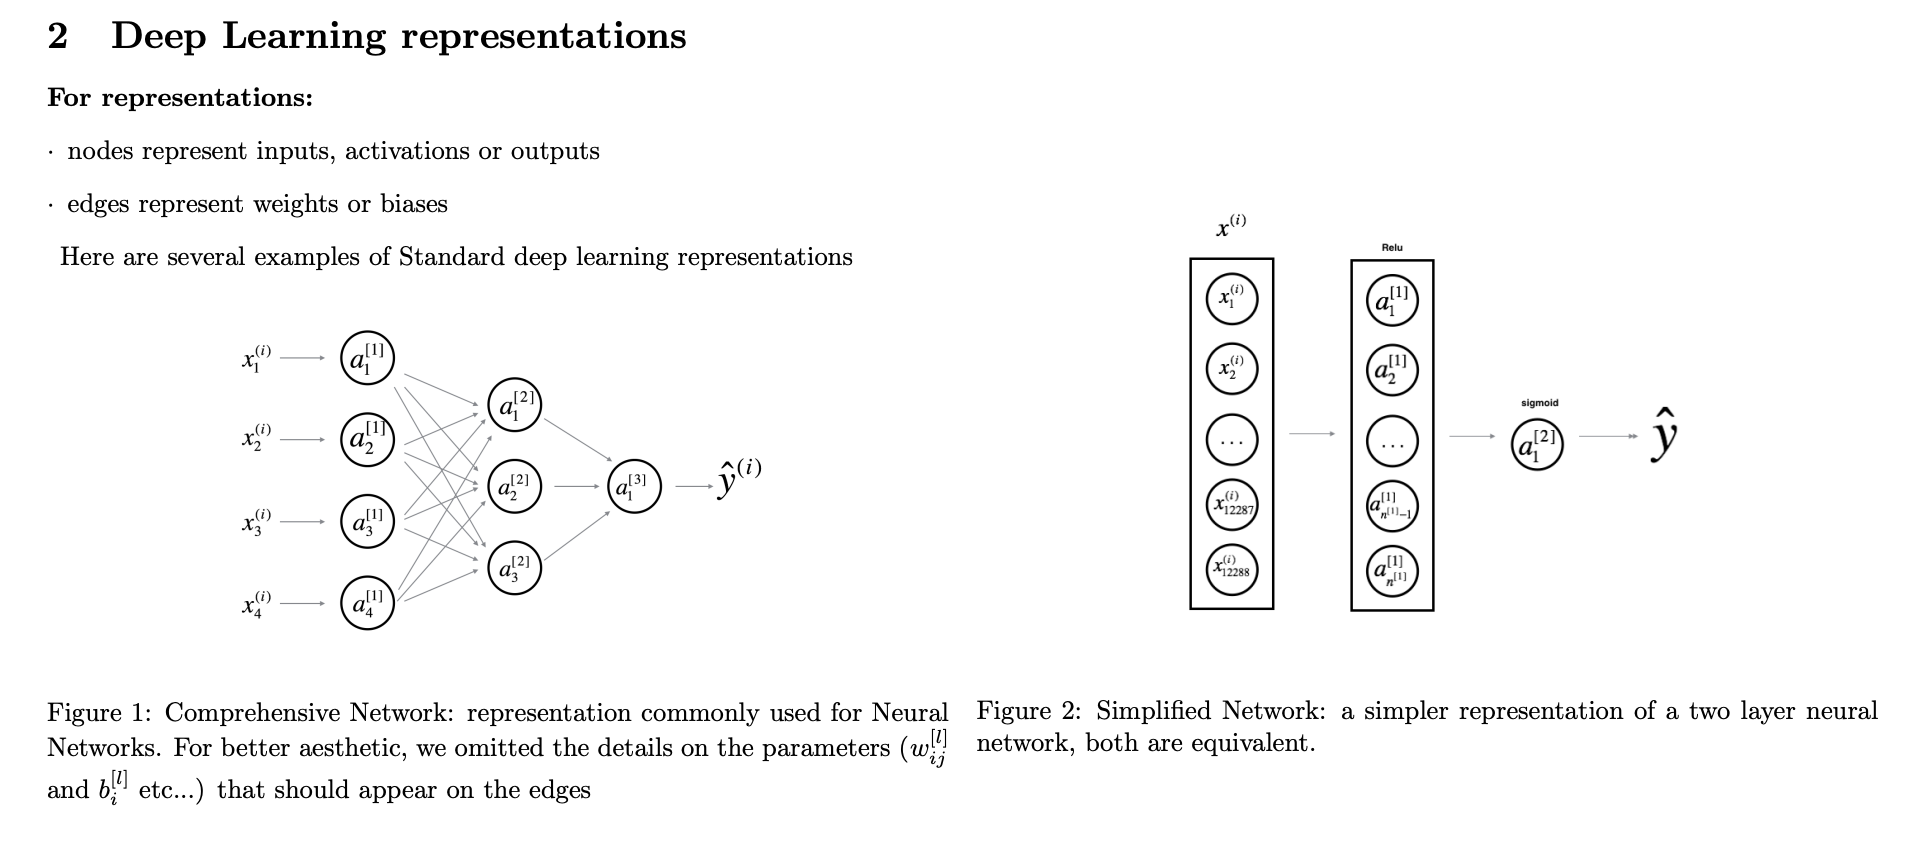 2 Deep Learning representations
For representations:
· nodes represent inputs, activations or outputs
· edges represent weights or biases
Here are several examples of Standard deep learning representations
x_1^{(i)} a_1^{[1]}
x_2^{(i)} a_2^{[1]}
x_3^{(i)} a_3^{[1]}
x_4^{(i)} a_4^{[1]}
a_1^{[2]}
a_2^{[2]}
a_3^{[2]}
a_1^{[3]}
ŷ^{(i)}
Figure 1: Comprehensive Network: representation commonly used for Neural
Networks. For better aesthetic, we omitted the details on the parameters (w_{ij}^{[l]}
and b_i^{[l]} etc...) that should appear on the edges
x^{(i)}
x_1^{(i)}
x_2^{(i)}
...
x_{12287}^{(i)}
x_{12288}^{(i)}
Relu
a_1^{[1]}
a_2^{[1]}
...
a_{n^{[1]}-1}^{[1]}
a_{n^{[1]}}^{[1]}
sigmoid
a_1^{[2]}
ŷ
Figure 2: Simplified Network: a simpler representation of a two layer neural
network, both are equivalent.